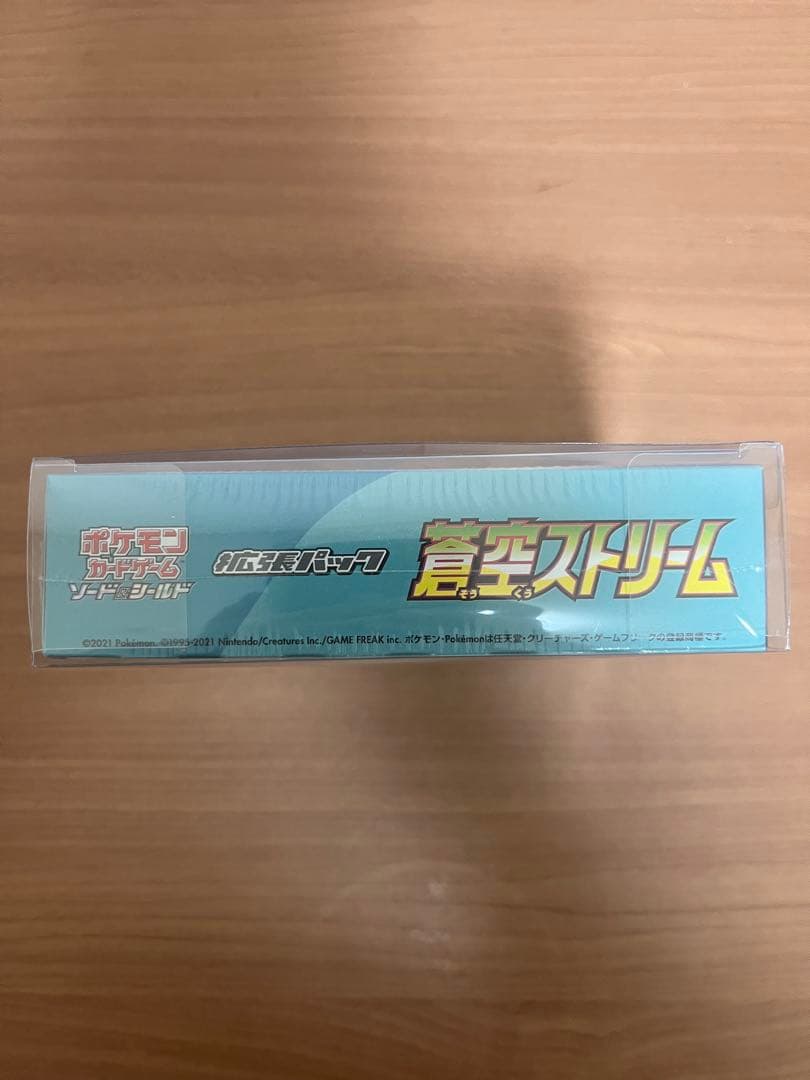 ポケモン
カードゲーム
ソード&シールド
拡張パック
蒼空ストリーム
そう くう
©2021 Pokémon. ©1995-2021 Nintendo/Creatures Inc./GAME FREAK inc. ポケモン・Pokémonは任天堂・クリーチャーズ・ゲームフリークの登録商標です。